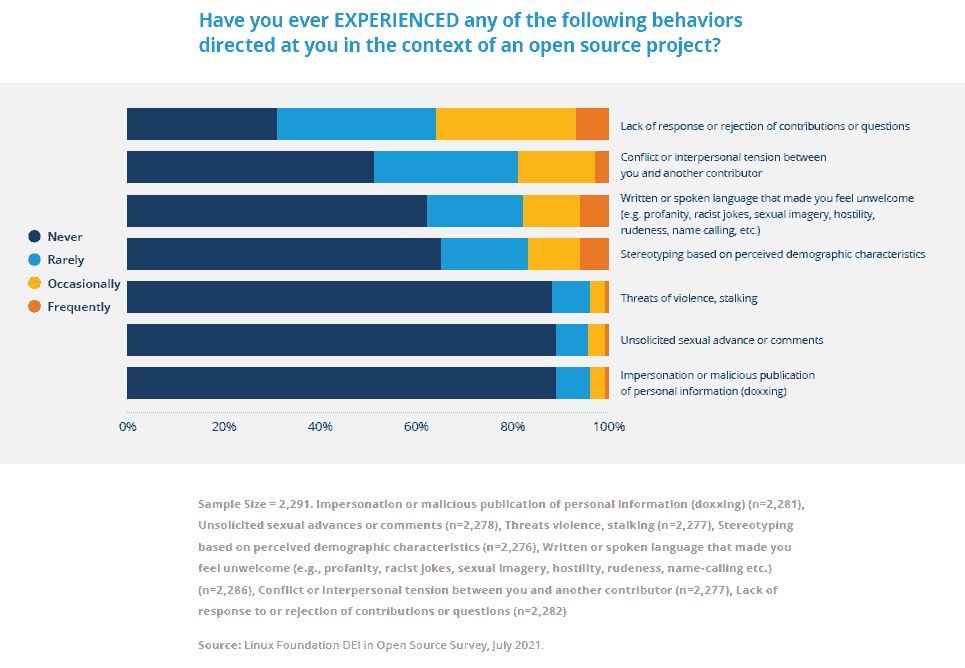 Have you ever EXPERIENCED any of the following behaviors
directed at you in the context of an open source project?
Never
Rarely
Occasionally
Frequently
Lack of response or rejection of contributions or questions
Conflict or interpersonal tension between
you and another contributor
Written or spoken language that made you feel unwelcome
(e.g. profanity, racist jokes, sexual imagery, hostility,
rudeness, name calling, etc.)
Stereotyping based on perceived demographic characteristics
Threats of violence, stalking
Unsolicited sexual advance or comments
Impersonation or malicious publication
of personal information (doxxing)
0% 20% 40% 60% 80% 100%
Sample Size = 2,291. Impersonation or malicious publication of personal information (doxxing) (n=2,281),
Unsolicited sexual advances or comments (n=2,278), Threats violence, stalking (n=2,277), Stereotyping
based on perceived demographic characteristics (n=2,276), Written or spoken language that made you
feel unwelcome (e.g., profanity, racist jokes, sexual imagery, hostility, rudeness, name-calling etc.)
(n=2,286), Conflict or interpersonal tension between you and another contributor (n=2,277), Lack of
response to or rejection of contributions or questions (n=2,282)
Source: Linux Foundation DEI in Open Source Survey, July 2021.